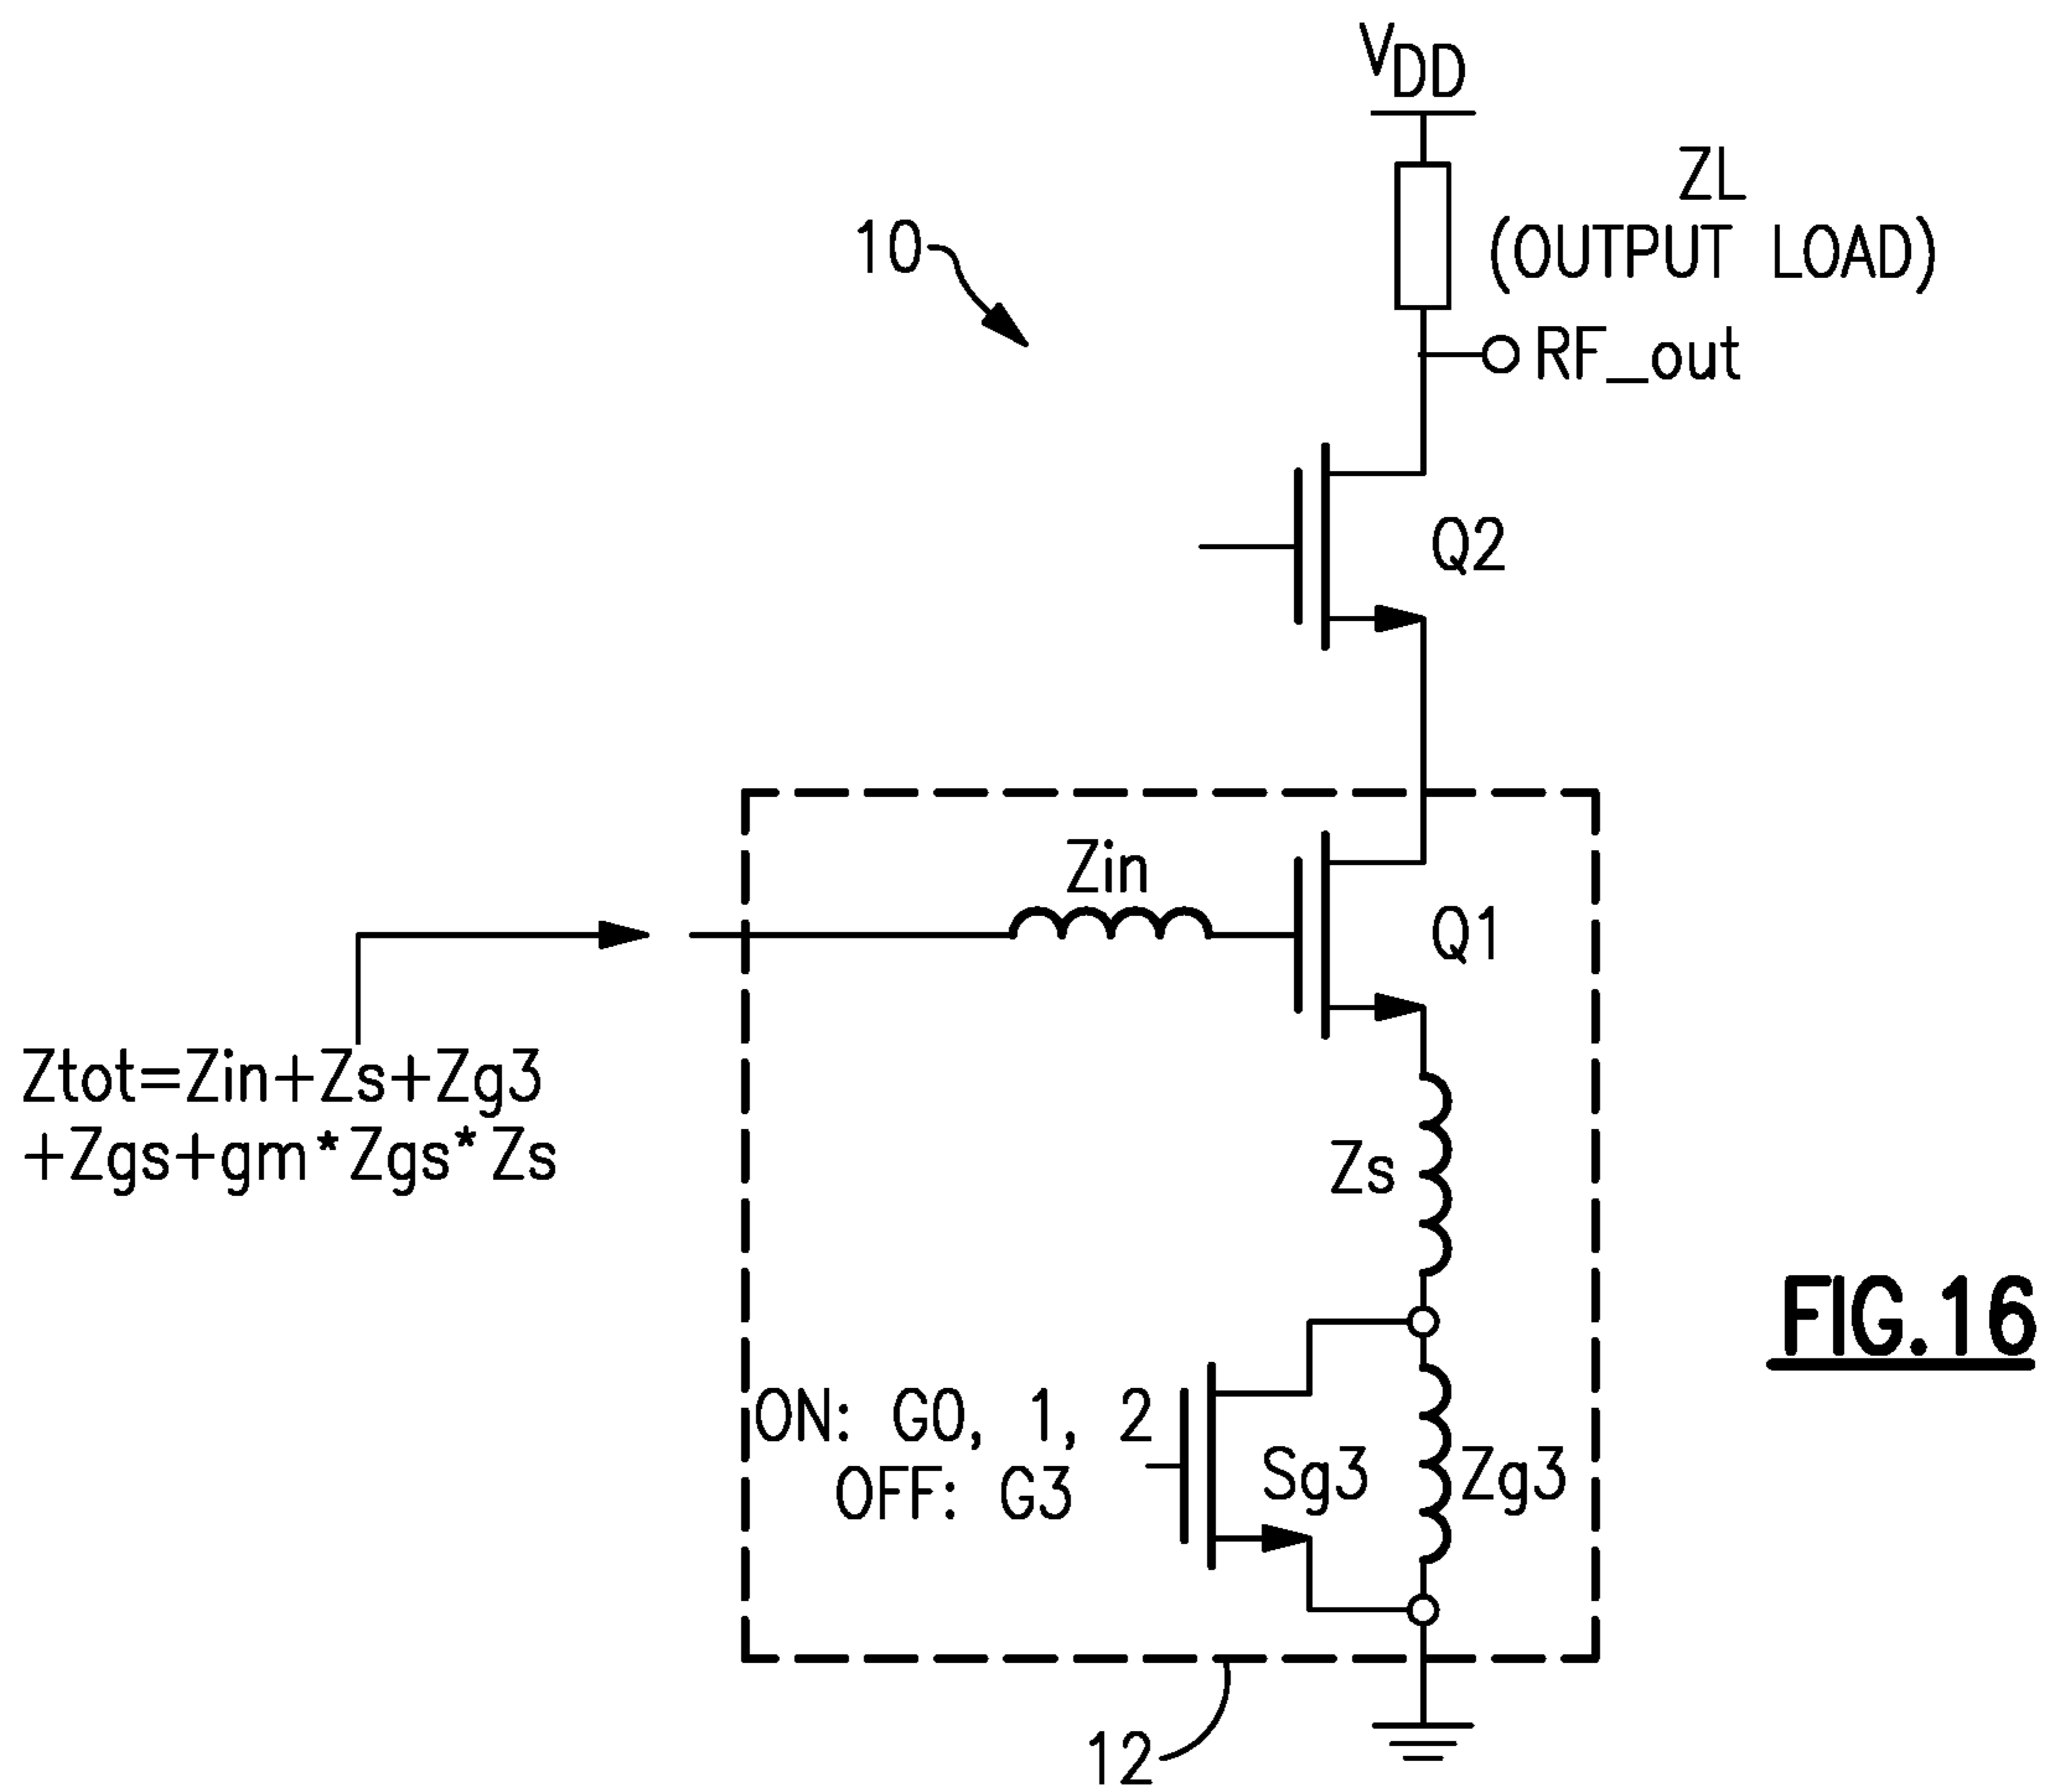 VDD
ZL
(OUTPUT LOAD)
10
RF_out
Q2
Zin
Q1
Ztot=Zin+Zs+Zg3
+Zgs+gm*Zgs*Zs
Zs
FIG.16
ON: G0, 1, 2
OFF: G3
Sg3
Zg3
12